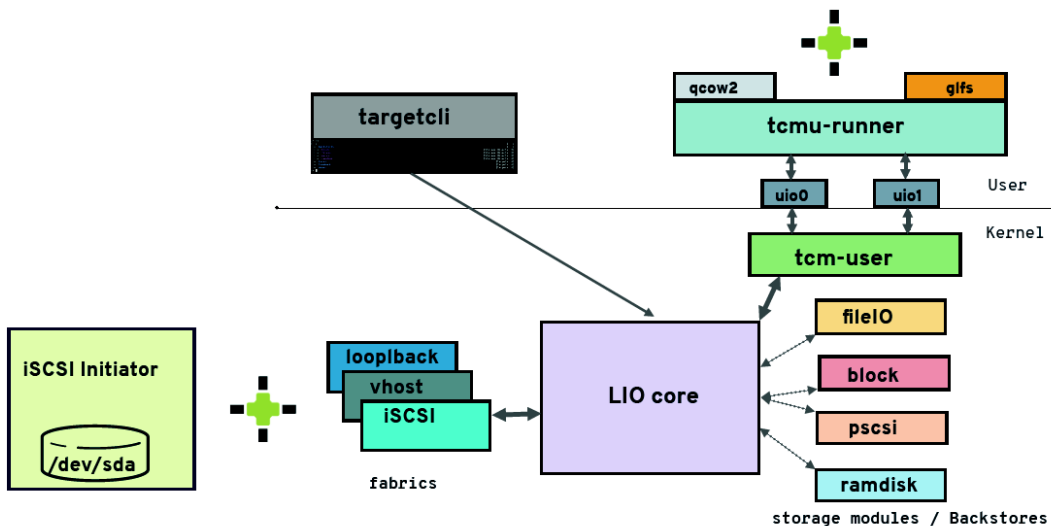 qcow2
glfs
targetcli
tcmu-runner
User
uio0
uio1
Kernel
tcm-user
fileIO
iSCSI Initiator
looplback
vhost
iSCSI
LIO core
block
pscsi
/dev/sda
fabrics
ramdisk
storage modules / Backstores